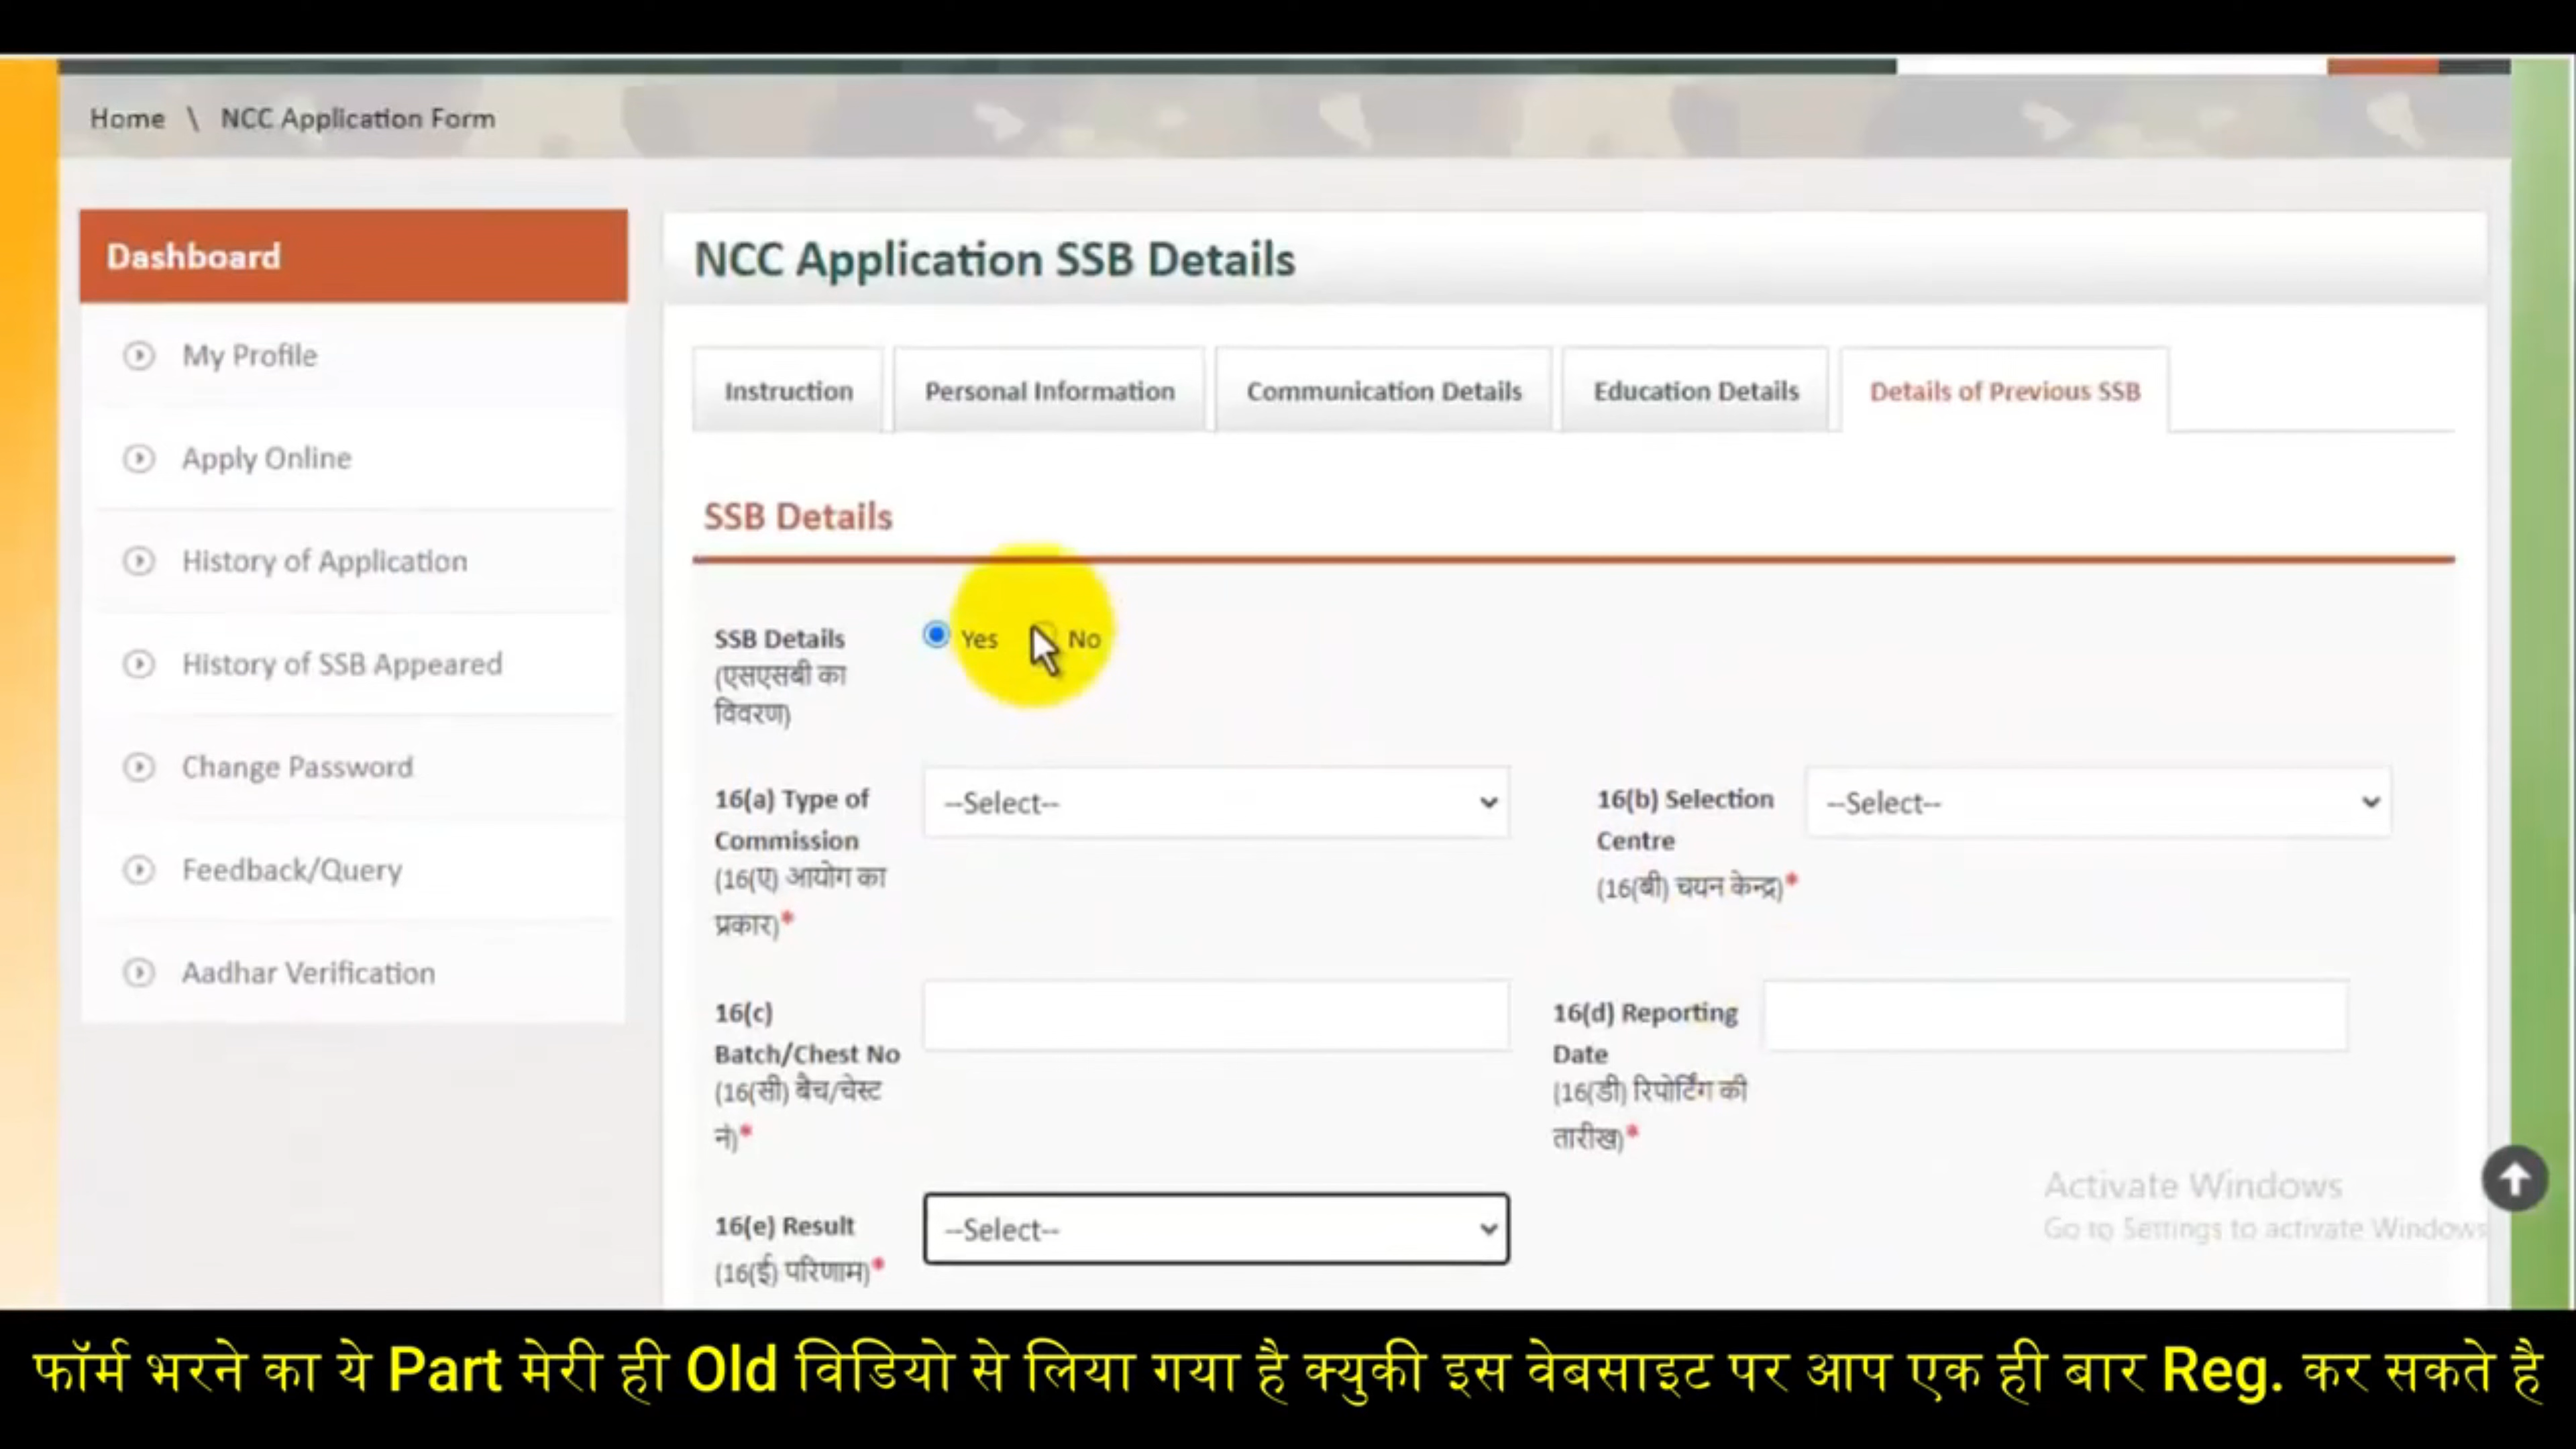 Home \ NCC Application Form
Dashboard
My Profile
Apply Online
History of Application
History of SSB Appeared
Change Password
Feedback/Query
Aadhar Verification
NCC Application SSB Details
Instruction
Personal Information
Communication Details
Education Details
Details of Previous SSB
SSB Details
SSB Details
(एसएसबी का
विवरण)
Yes
No
16(a) Type of
Commission
(16(ए) आयोग का
प्रकार)*
--Select--
16(b) Selection
Centre
(16(बी) चयन केन्द्र)*
--Select--
16(c)
Batch/Chest No
(16(सी) बैच/चेस्ट
नं)*
16(d) Reporting
Date
(16(डी) रिपोर्टिंग की
तारीख)*
16(e) Result
(16(ई) परिणाम)*
--Select--
Activate Windows
Go to Settings to activate Windows
फॉर्म भरने का ये Part मेरी ही Old विडियो से लिया गया है क्युकी इस वेबसाइट पर आप एक ही बार Reg. कर सकते है